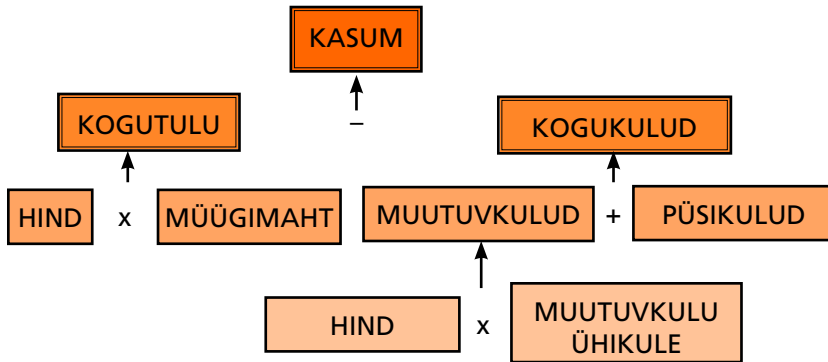 KASUM
KOGUTULU
–
KOGUKULUD
HIND x MÜÜGIMAHT
MUUTUVKULUD + PÜSIKULUD
HIND x MUUTUVKULU
ÜHIKULE